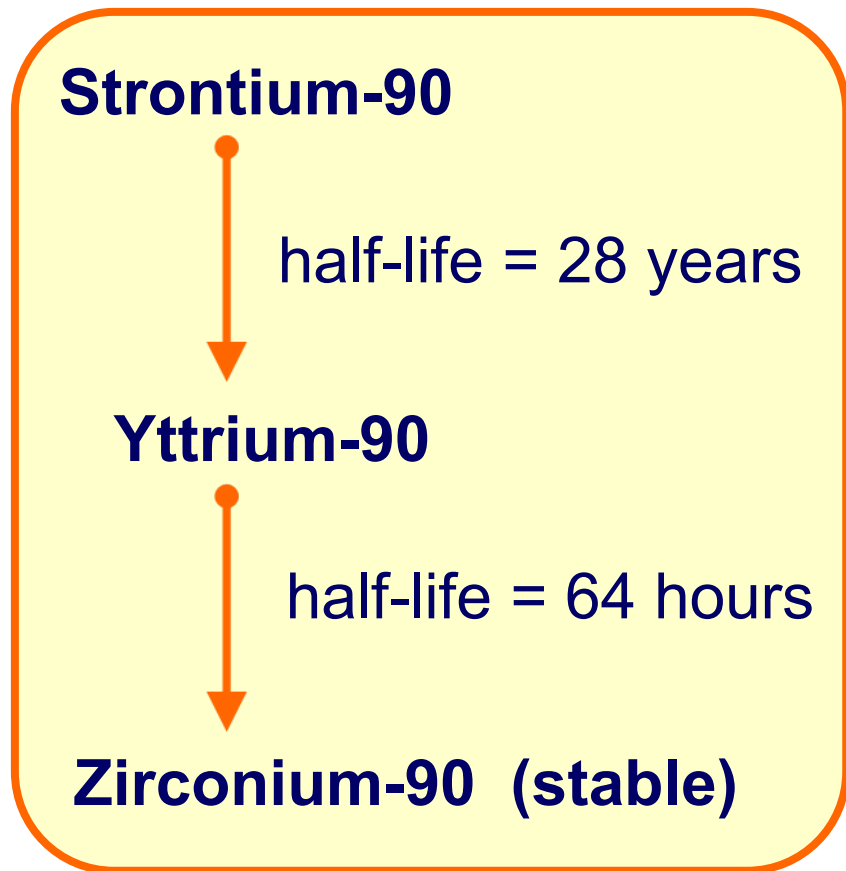 Strontium-90
half-life = 28 years
Yttrium-90
half-life = 64 hours
Zirconium-90 (stable)